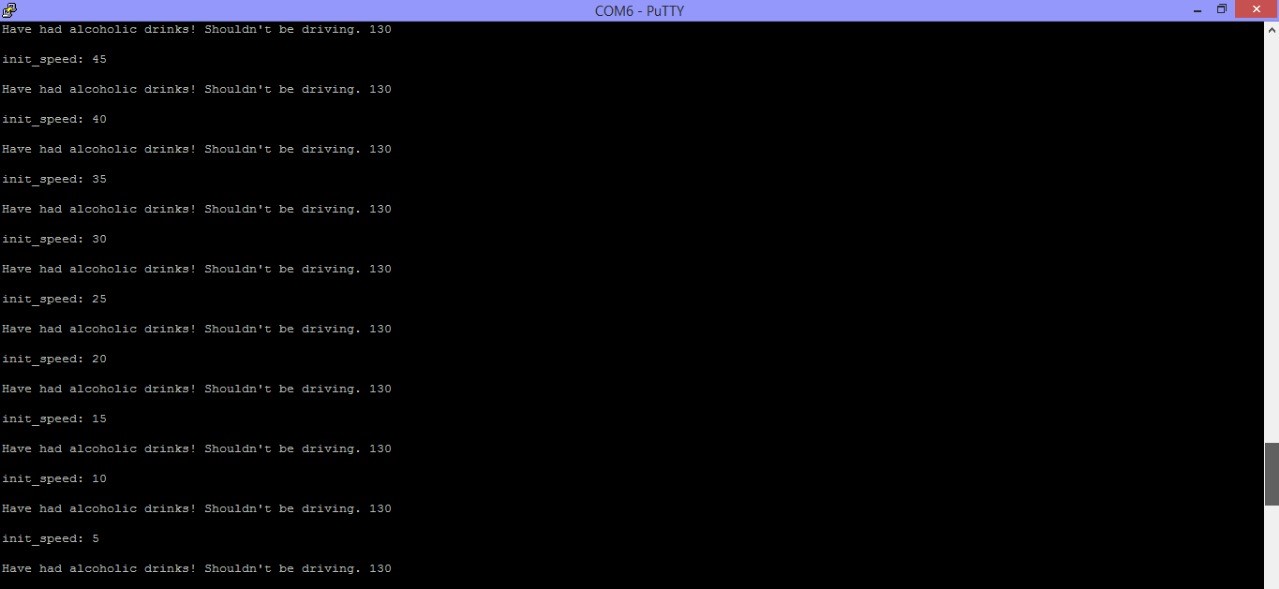 COM6 - PuTTY
Have had alcoholic drinks! Shouldn't be driving. 130
init_speed: 45
Have had alcoholic drinks! Shouldn't be driving. 130
init_speed: 40
Have had alcoholic drinks! Shouldn't be driving. 130
init_speed: 35
Have had alcoholic drinks! Shouldn't be driving. 130
init_speed: 30
Have had alcoholic drinks! Shouldn't be driving. 130
init_speed: 25
Have had alcoholic drinks! Shouldn't be driving. 130
init_speed: 20
Have had alcoholic drinks! Shouldn't be driving. 130
init_speed: 15
Have had alcoholic drinks! Shouldn't be driving. 130
init_speed: 10
Have had alcoholic drinks! Shouldn't be driving. 130
init_speed: 5
Have had alcoholic drinks! Shouldn't be driving. 130